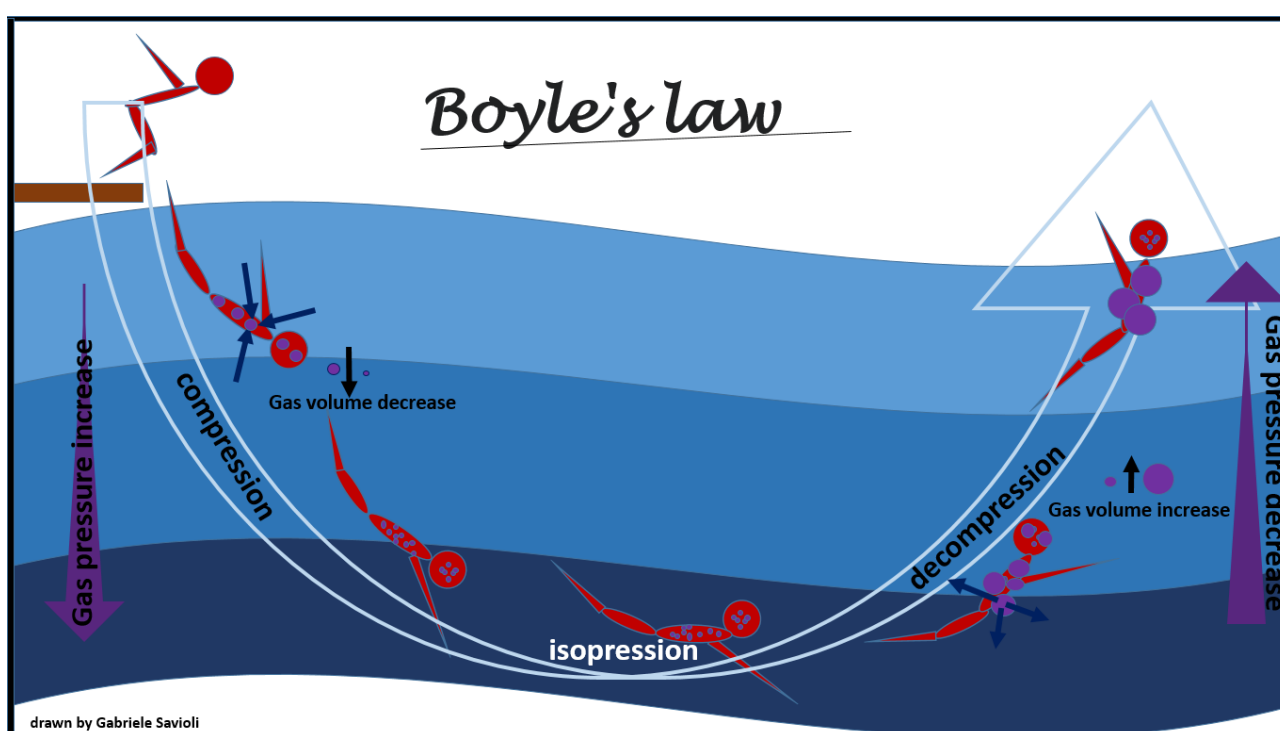 Boyle's law
Gas pressure increase
compression
Gas volume decrease
isopression
decompression
Gas volume increase
Gas pressure decrease
drawn by Gabriele Savioli